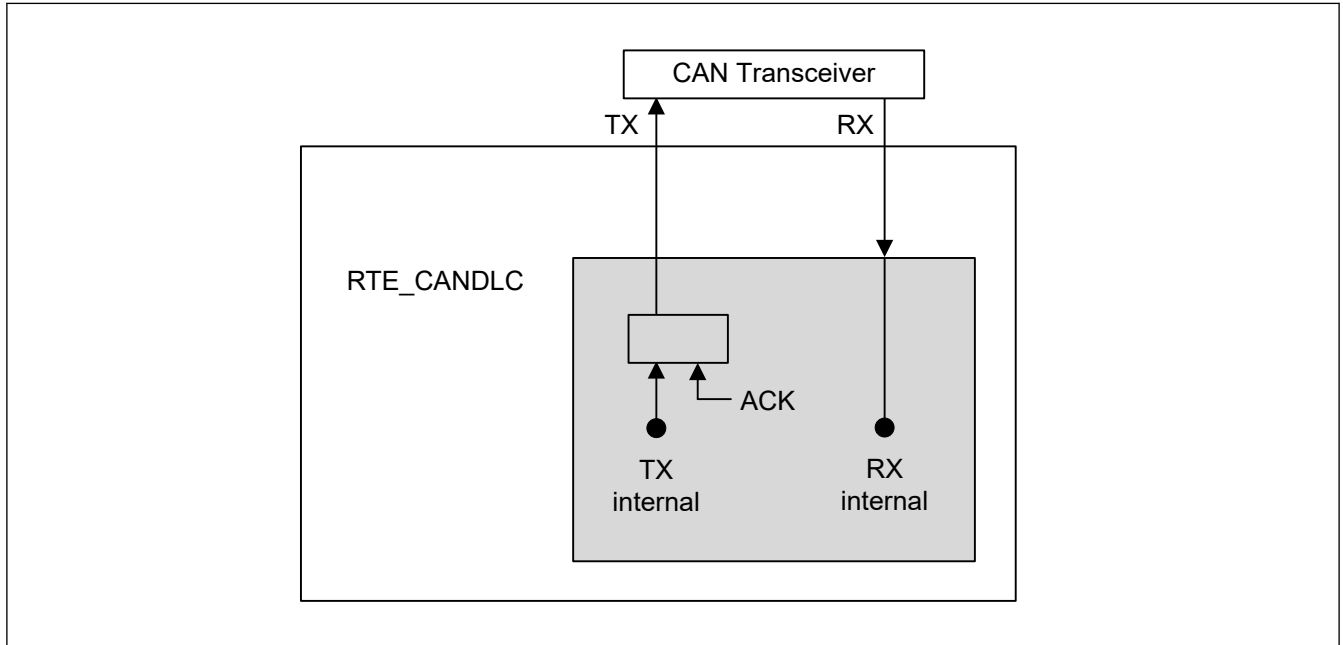 CAN Transceiver
TX
RX
RTE_CANDLC
ACK
TX
internal
RX
internal